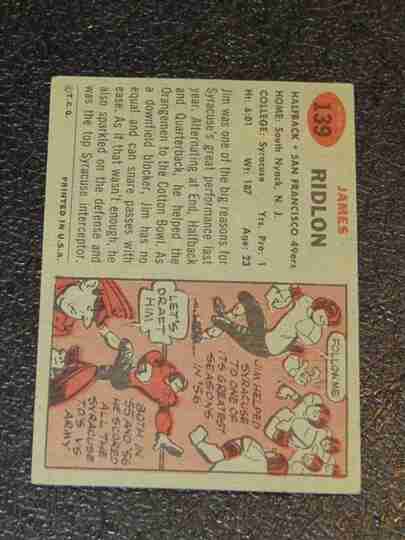 139
JAMES
RIDLON
HALFBACK • SAN FRANCISCO 49ers
HOME: South Nyack, N. J.
COLLEGE: Syracuse Yrs. Pro: 1
Ht: 6:01 Wt: 187 Age: 23
Jim was one of the big reasons for
Syracuse's great performance last
year. Alternating at End, Halfback
and Quarterback, he helped the
Orangemen to the Cotton Bowl. As
a downfield blocker, Jim has no
equal and can snare passes with
ease. As if that wasn't enough, he
also sparkled on the defense and
was the top Syracuse interceptor.
©T.C.G. PRINTED IN U.S.A.
FOLLOW ME
JIM HELPED
SYRACUSE
TO ONE OF
ITS GREATEST
SEASONS
IN '56
LET'S
DRAFT
HIM
BOTH IN
'55 AND '56
HE SCORED
ALL THE
SYRACUSE
TD'S VS
ARMY